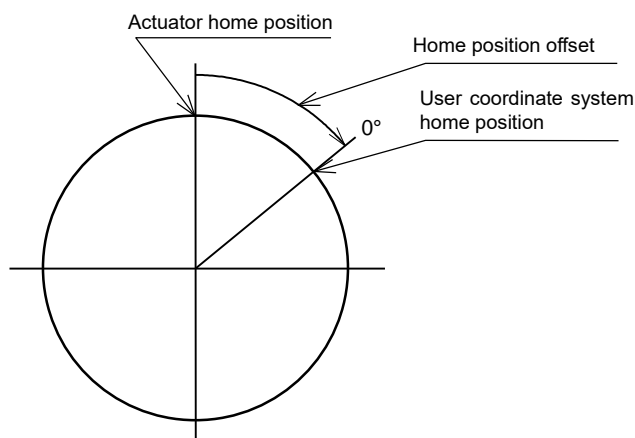 Actuator home position
Home position offset
User coordinate system
home position
0°